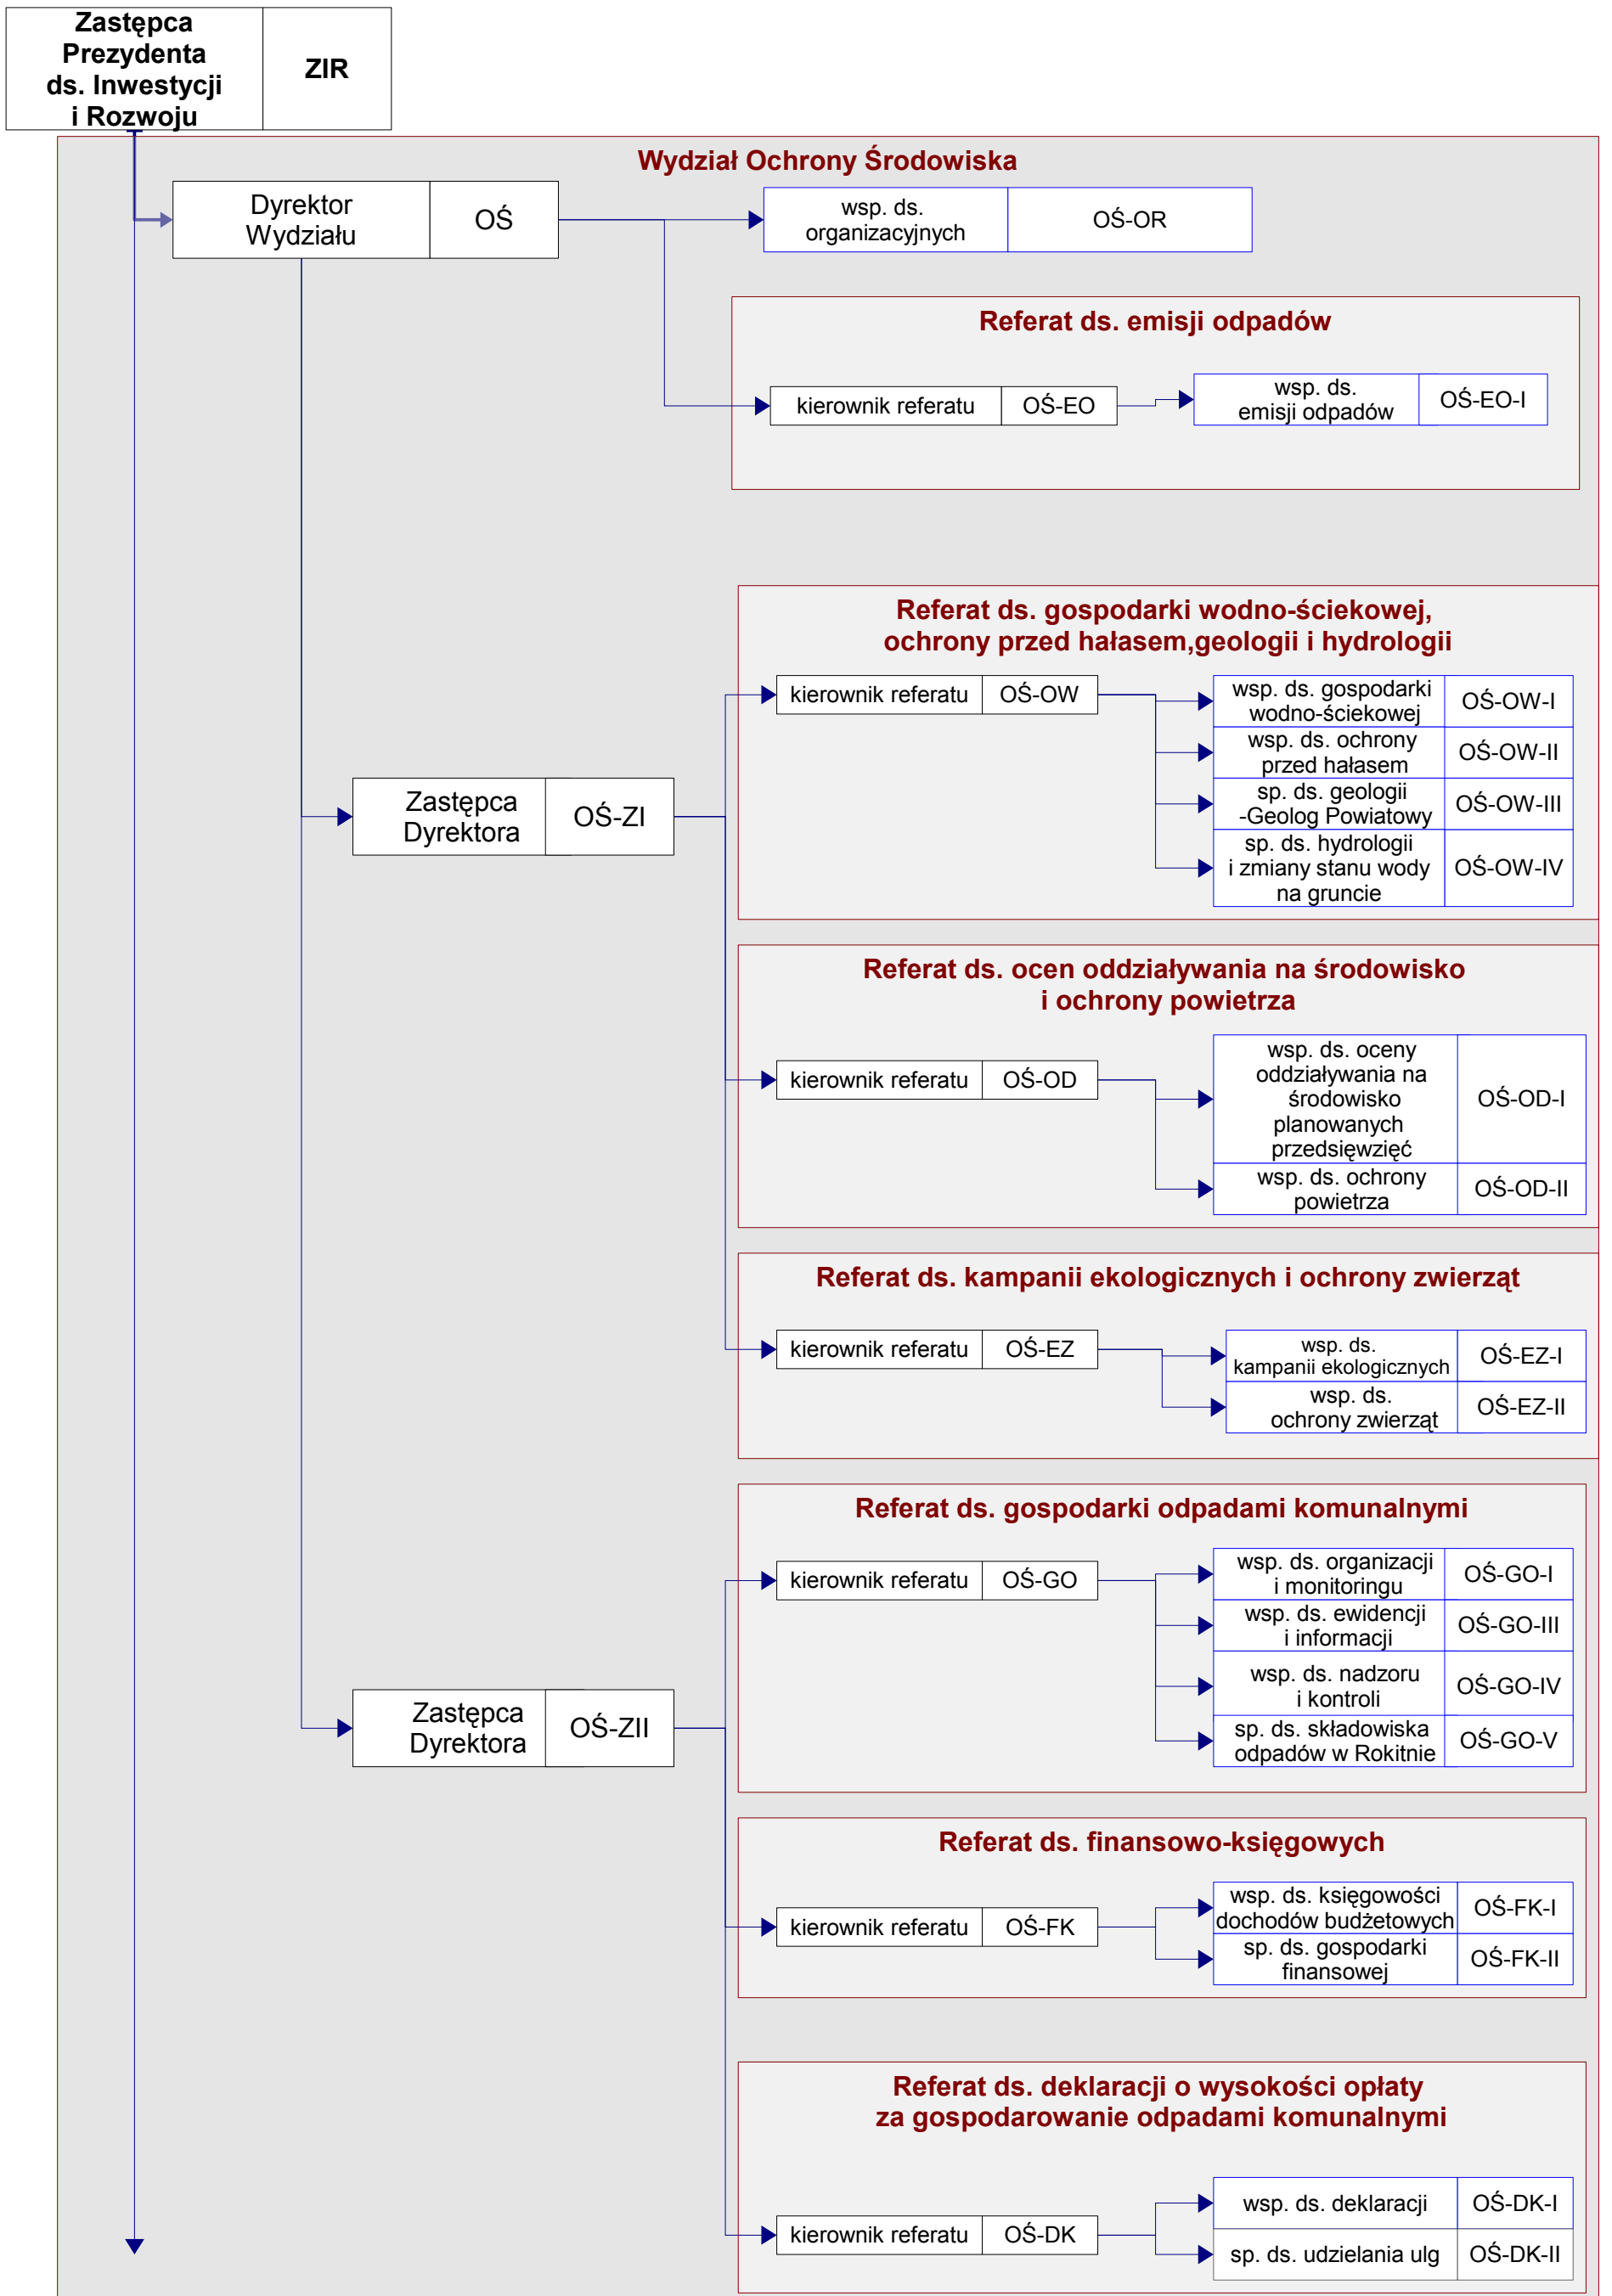 Zastępca
Prezydenta
ds. Inwestycji
i Rozwoju
ZIR
Wydział Ochrony Środowiska
Dyrektor
Wydziału
OŚ
wsp. ds.
organizacyjnych
OŚ-OR
Referat ds. emisji odpadów
kierownik referatu
OŚ-EO
wsp. ds.
emisji odpadów
OŚ-EO-I
Referat ds. gospodarki wodno-ściekowej,
ochrony przed hałasem,geologii i hydrologii
kierownik referatu
OŚ-OW
wsp. ds. gospodarki
wodno-ściekowej
OŚ-OW-I
wsp. ds. ochrony
przed hałasem
OŚ-OW-II
sp. ds. geologii
-Geolog Powiatowy
OŚ-OW-III
sp. ds. hydrologii
i zmiany stanu wody
na gruncie
OŚ-OW-IV
Zastępca
Dyrektora
OŚ-ZI
Referat ds. ocen oddziaływania na środowisko
i ochrony powietrza
kierownik referatu
OŚ-OD
wsp. ds. oceny
oddziaływania na
środowisko
planowanych
przedsięwzięć
OŚ-OD-I
wsp. ds. ochrony
powietrza
OŚ-OD-II
Referat ds. kampanii ekologicznych i ochrony zwierząt
kierownik referatu
OŚ-EZ
wsp. ds.
kampanii ekologicznych
OŚ-EZ-I
wsp. ds.
ochrony zwierząt
OŚ-EZ-II
Referat ds. gospodarki odpadami komunalnymi
kierownik referatu
OŚ-GO
wsp. ds. organizacji
i monitoringu
OŚ-GO-I
wsp. ds. ewidencji
i informacji
OŚ-GO-III
wsp. ds. nadzoru
i kontroli
OŚ-GO-IV
sp. ds. składowiska
odpadów w Rokitnie
OŚ-GO-V
Zastępca
Dyrektora
OŚ-ZII
Referat ds. finansowo-księgowych
kierownik referatu
OŚ-FK
wsp. ds. księgowości
dochodów budżetowych
OŚ-FK-I
sp. ds. gospodarki
finansowej
OŚ-FK-II
Referat ds. deklaracji o wysokości opłaty
za gospodarowanie odpadami komunalnymi
kierownik referatu
OŚ-DK
wsp. ds. deklaracji
OŚ-DK-I
sp. ds. udzielania ulg
OŚ-DK-II